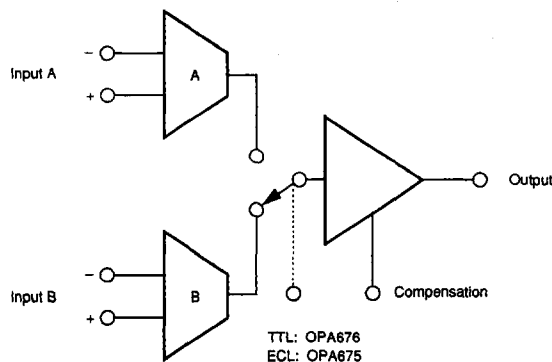 −
Input A
+
A
Output
−
Input B
+
B
Compensation
TTL: OPA676
ECL: OPA675